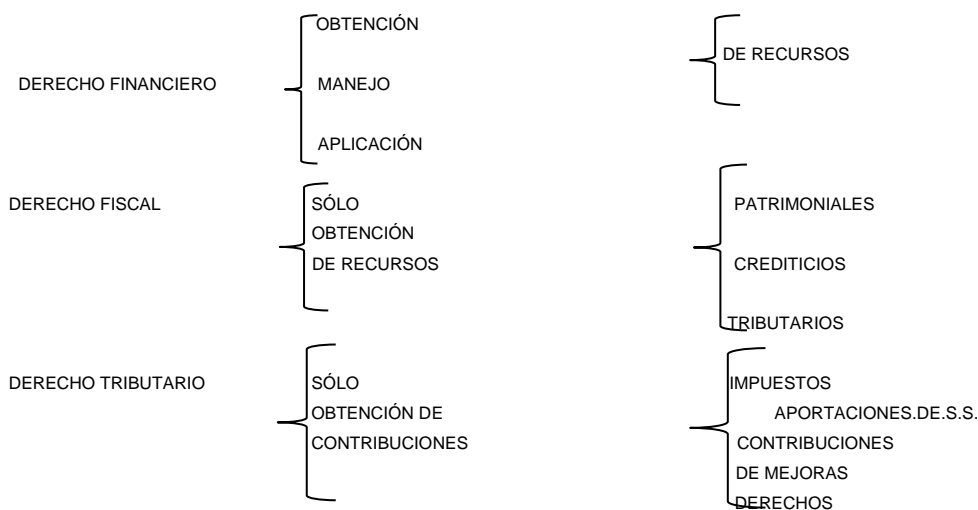 OBTENCIÓN
DE RECURSOS
DERECHO FINANCIERO
MANEJO
APLICACIÓN
DERECHO FISCAL
SÓLO
OBTENCIÓN
DE RECURSOS
PATRIMONIALES
CREDITICIOS
TRIBUTARIOS
DERECHO TRIBUTARIO
SÓLO
OBTENCIÓN DE
CONTRIBUCIONES
IMPUESTOS
APORTACIONES.DE.S.S.
CONTRIBUCIONES
DE MEJORAS
DERECHOS